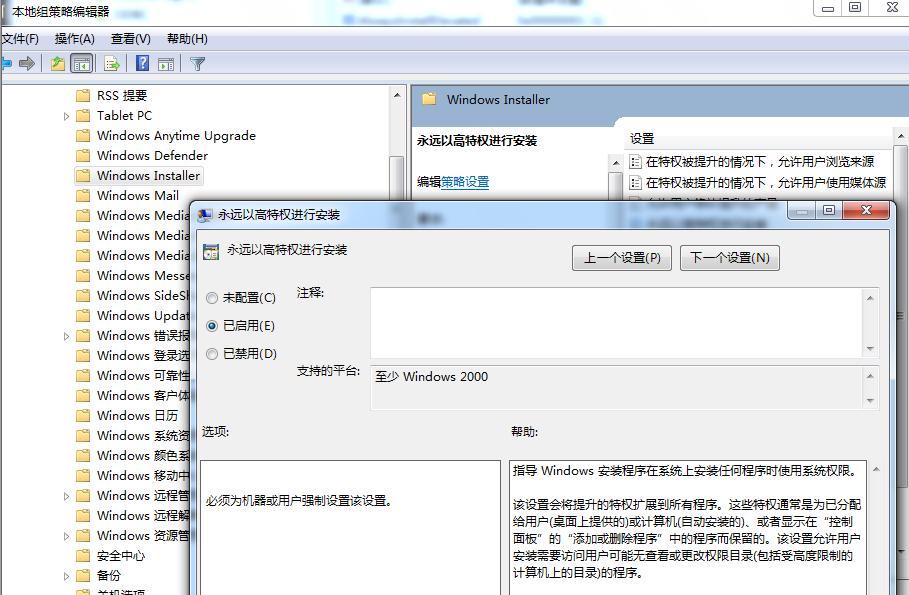 本地组策略编辑器
文件(F) 操作(A) 查看(V) 帮助(H)
RSS 提要
Tablet PC
Windows Anytime Upgrade
Windows Defender
Windows Installer
Windows Mail
Windows Media
Windows Media
Windows Media
Windows Messe
Windows SideSh
Windows Updat
Windows 错误报
Windows 登录选
Windows 可靠性
Windows 客户体
Windows 日历
Windows 系统资
Windows 颜色系
Windows 移动中
Windows 远程管
Windows 远程解
Windows 资源管
安全中心
备份
关机选项
Windows Installer
永远以高特权进行安装
编辑策略设置
设置
在特权被提升的情况下，允许用户浏览来源
在特权被提升的情况下，允许用户使用媒体源
永远以高特权进行安装
永远以高特权进行安装
上一个设置(P) 下一个设置(N)
未配置(C)
已启用(E)
已禁用(D)
注释:
支持的平台:
至少 Windows 2000
选项:
帮助:
必须为机器或用户强制设置该设置。
指导 Windows 安装程序在系统上安装任何程序时使用系统权限。
该设置会将提升的特权扩展到所有程序。这些特权通常是为已分配
给用户(桌面上提供的)或计算机(自动安装的)、或者显示在“控制
面板”的“添加或删除程序”中的程序而保留的。该设置允许用户
安装需要访问用户可能无查看或更改权限目录(包括受高度限制的
计算机上的目录)的程序。